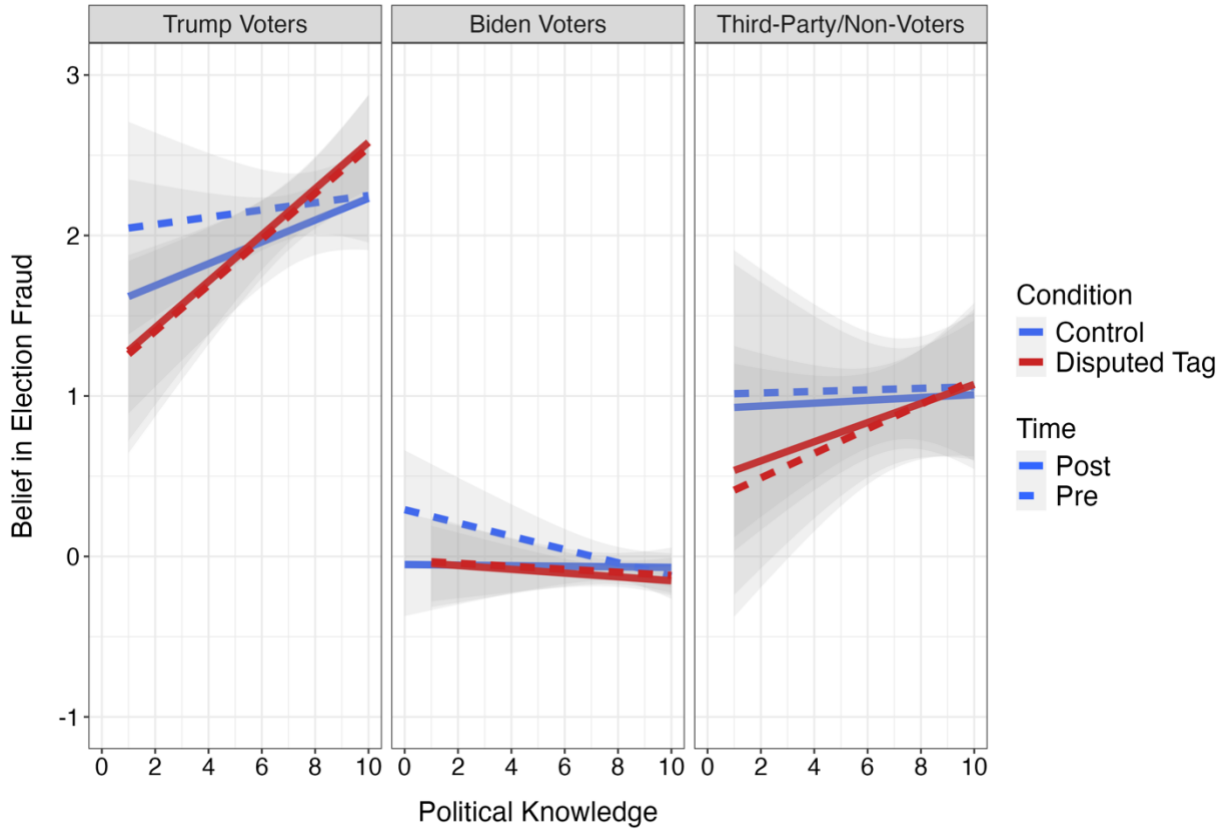 Trump Voters
Biden Voters
Third-Party/Non-Voters
Belief in Election Fraud
3
2
1
0
-1
0 2 4 6 8 10
0 2 4 6 8 10
0 2 4 6 8 10
Political Knowledge
Condition
Control
Disputed Tag
Time
Post
Pre